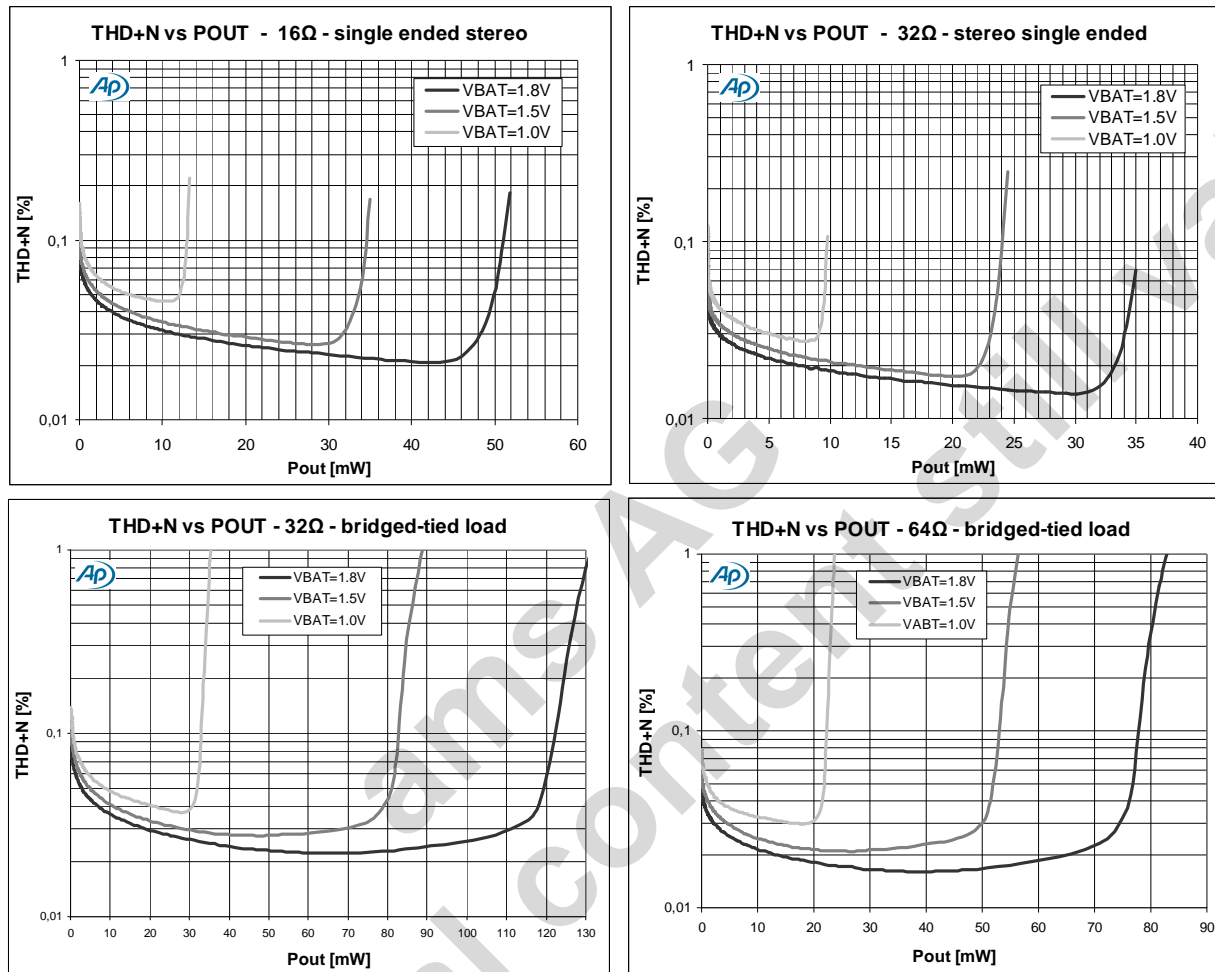 THD+N vs POUT - 16Ω - single ended stereo
Ap
VBAT=1.8V
VBAT=1.5V
VBAT=1.0V
THD+N [%]
1
0,1
0,01
0 10 20 30 40 50 60
Pout [mW]
THD+N vs POUT - 32Ω - stereo single ended
Ap
VBAT=1.8V
VBAT=1.5V
VBAT=1.0V
THD+N [%]
1
0,1
0,01
0 5 10 15 20 25 30 35 40
Pout [mW]
THD+N vs POUT - 32Ω - bridged-tied load
Ap
VBAT=1.8V
VBAT=1.5V
VBAT=1.0V
THD+N [%]
1
0,1
0,01
0 10 20 30 40 50 60 70 80 90 100 110 120 130
Pout [mW]
THD+N vs POUT - 64Ω - bridged-tied load
Ap
VBAT=1.8V
VBAT=1.5V
VABT=1.0V
THD+N [%]
1
0,1
0,01
0 10 20 30 40 50 60 70 80 90
Pout [mW]
ams AG
content still